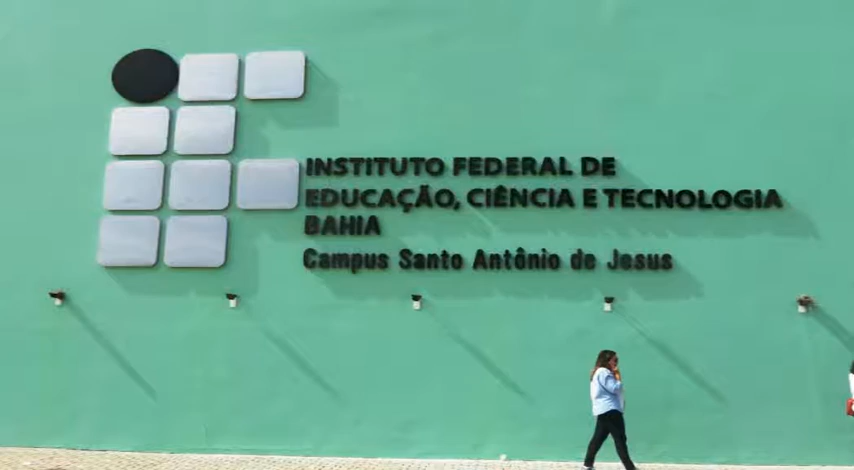 INSTITUTO FEDERAL DE
EDUCAÇÃO, CIÊNCIA E TECNOLOGIA
BAHIA
Campus Santo Antônio de Jesus